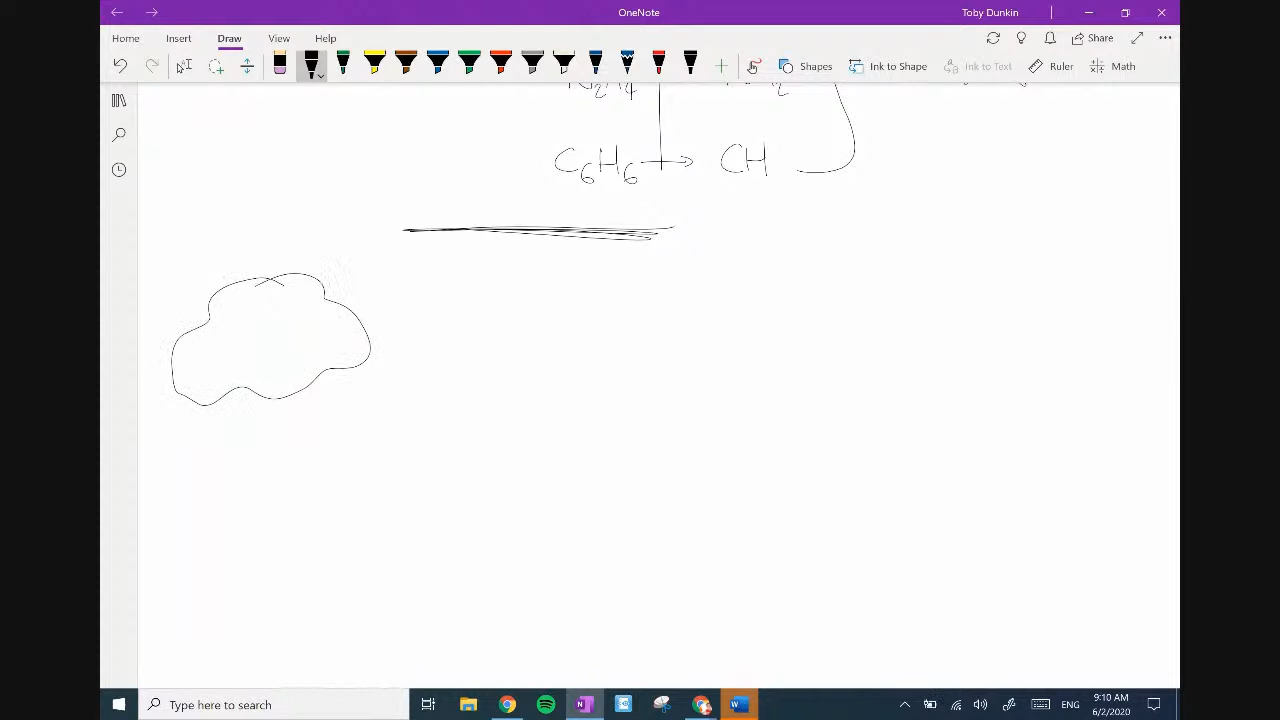 OneNote
Toby Dunkin
Home Insert Draw View Help
Share
Shapes Ink to Shape Ink to Text Ruler Math
C6H6 → CH
Type here to search
ENG
9:10 AM
6/2/2020